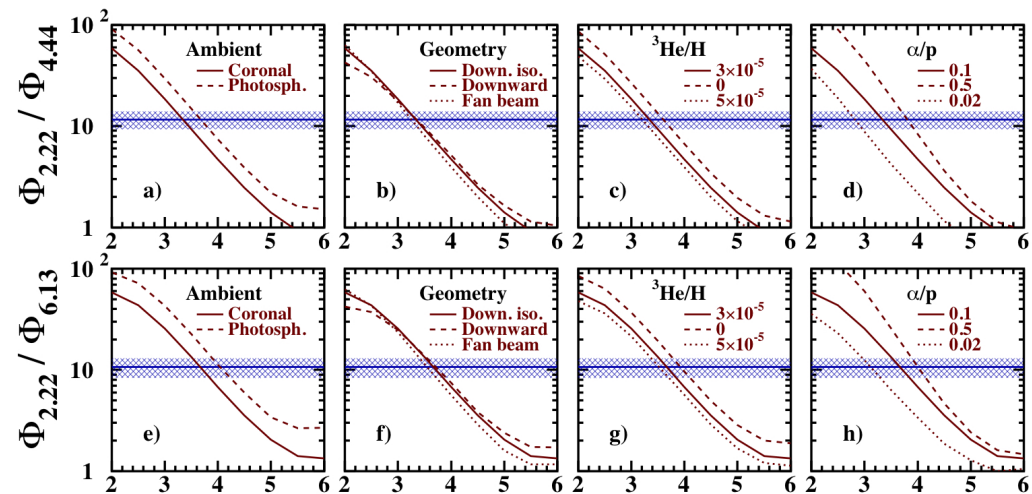 Φ2.22 / Φ4.44
10²
10
1
Ambient
Coronal
Photosph.
a)
2 3 4 5 6
Geometry
Down. iso.
Downward
Fan beam
b)
2 3 4 5 6
³He/H
3×10⁻⁵
0
5×10⁻⁵
c)
2 3 4 5 6
α/p
0.1
0.5
0.02
d)
2 3 4 5 6
Φ2.22 / Φ6.13
10²
10
1
Ambient
Coronal
Photosph.
e)
2 3 4 5 6
Geometry
Down. iso.
Downward
Fan beam
f)
2 3 4 5 6
³He/H
3×10⁻⁵
0
5×10⁻⁵
g)
2 3 4 5 6
α/p
0.1
0.5
0.02
h)
2 3 4 5 6